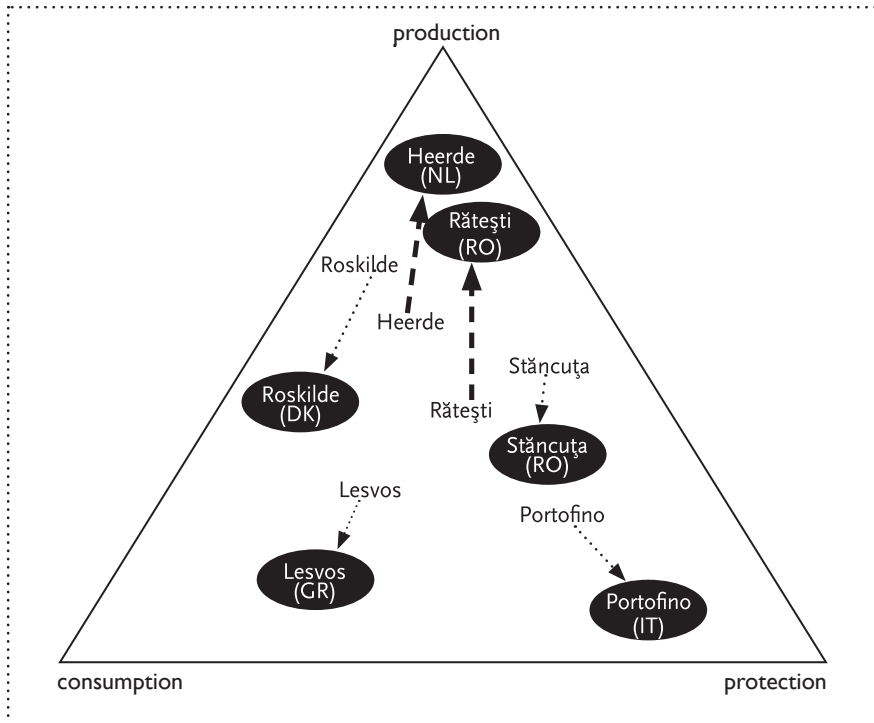 production
Heerde
(NL)
Răteşti
(RO)
Roskilde
Heerde
Stăncuţa
Roskilde
(DK)
Răteşti
Stăncuţa
(RO)
Lesvos
Portofino
Lesvos
(GR)
Portofino
(IT)
consumption
protection